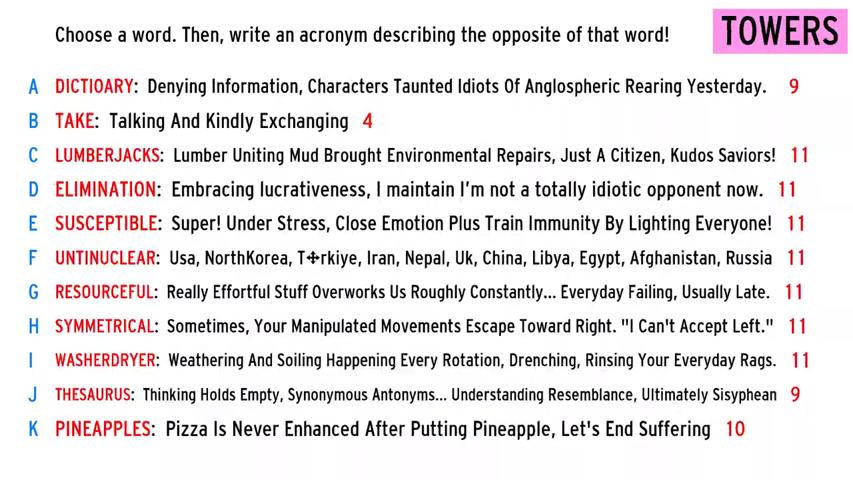 Choose a word. Then, write an acronym describing the opposite of that word!
TOWERS
A DICTIOARY: Denying Information, Characters Taunted Idiots Of Anglospheric Rearing Yesterday. 9
B TAKE: Talking And Kindly Exchanging 4
C LUMBERJACKS: Lumber Uniting Mud Brought Environmental Repairs, Just A Citizen, Kudos Saviors! 11
D ELIMINATION: Embracing lucrativeness, I maintain I'm not a totally idiotic opponent now. 11
E SUSCEPTIBLE: Super! Under Stress, Close Emotion Plus Train Immunity By Lighting Everyone! 11
F UNTINUCLEAR: Usa, NorthKorea, T✣rkiye, Iran, Nepal, Uk, China, Libya, Egypt, Afghanistan, Russia 11
G RESOURCEFUL: Really Effortful Stuff Overworks Us Roughly Constantly... Everyday Failing, Usually Late. 11
H SYMMETRICAL: Sometimes, Your Manipulated Movements Escape Toward Right. "I Can't Accept Left." 11
I WASHERDRYER: Weathering And Soiling Happening Every Rotation, Drenching, Rinsing Your Everyday Rags. 11
J THESAURUS: Thinking Holds Empty, Synonymous Antonyms... Understanding Resemblance, Ultimately Sisyphean 9
K PINEAPPLES: Pizza Is Never Enhanced After Putting Pineapple, Let's End Suffering 10